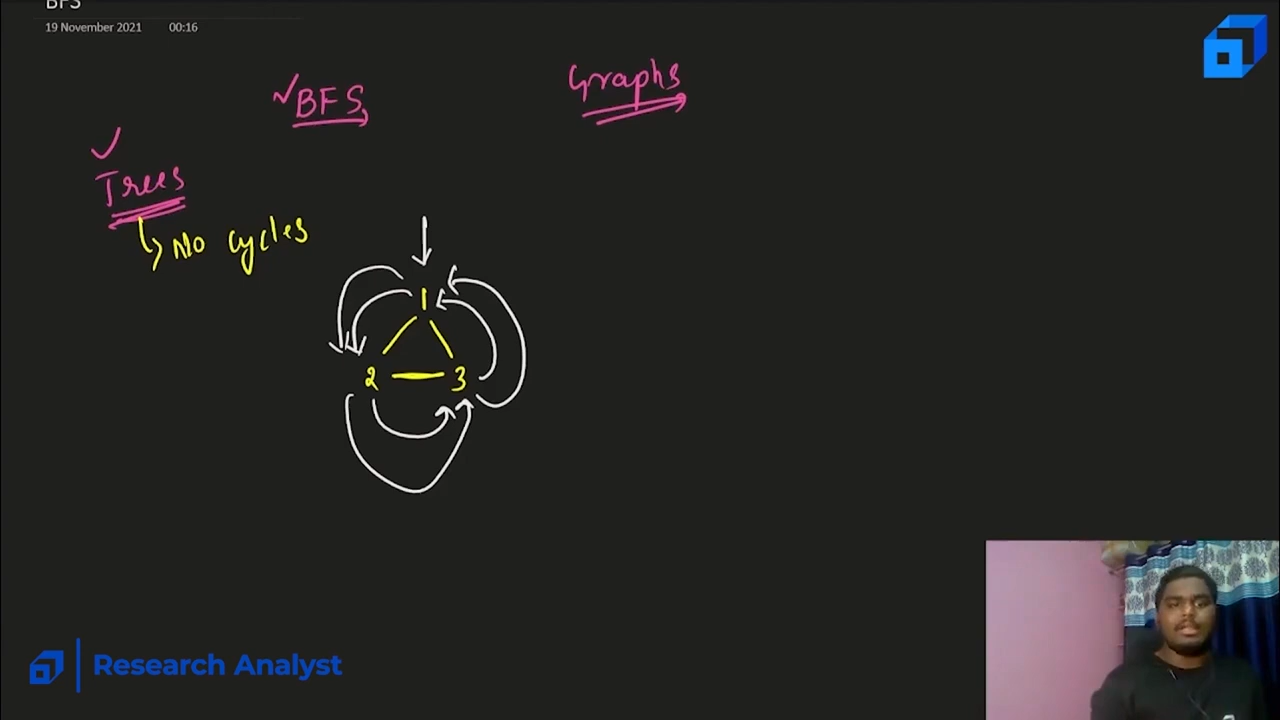 BFS
19 November 2021 00:16
BFS
Graphs
Trees
No cycles
1
2 3
Research Analyst